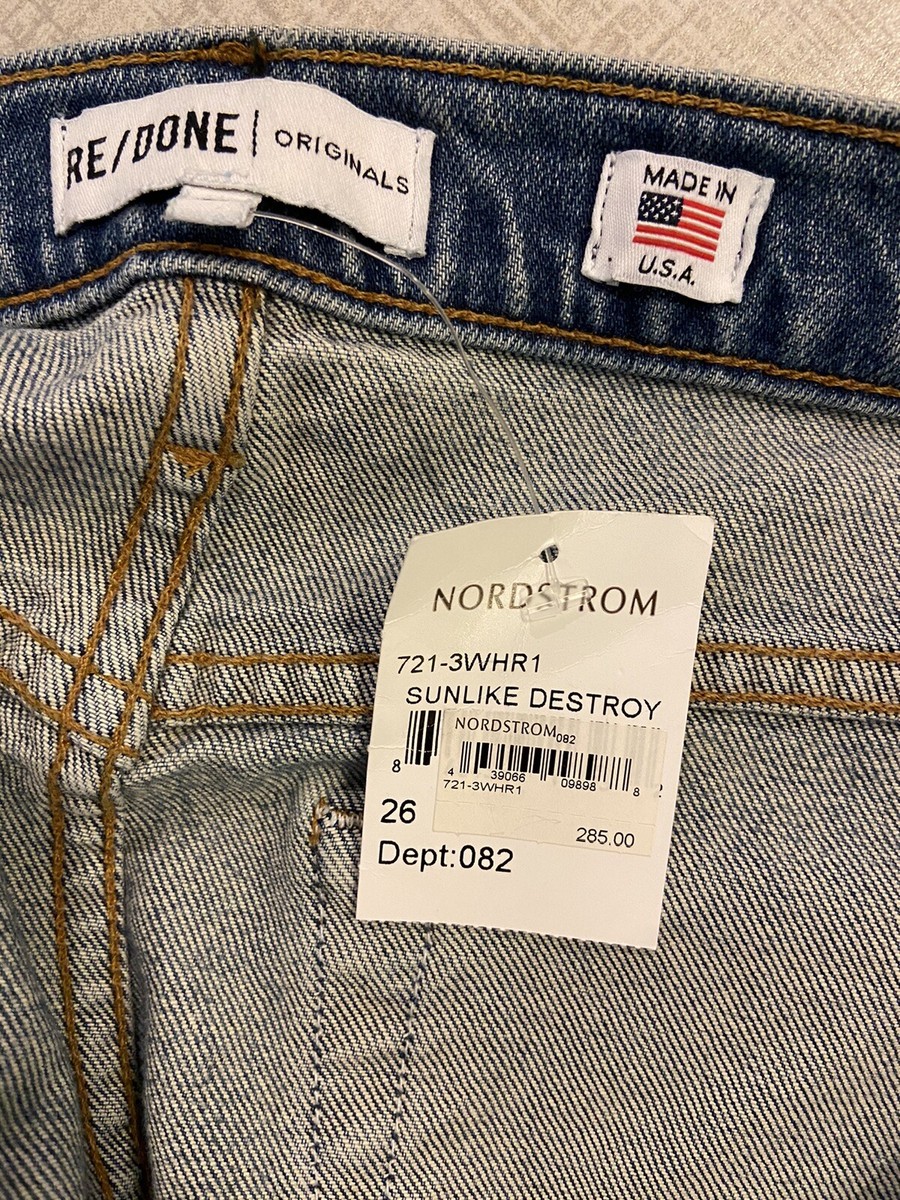 RE/DONE | ORIGINALS
MADE IN
U.S.A.
NORDSTROM
721-3WHR1
SUNLIKE DESTROY
NORDSTROM082
8
4 39066 09898 8 2
721-3WHR1
26
285.00
Dept:082